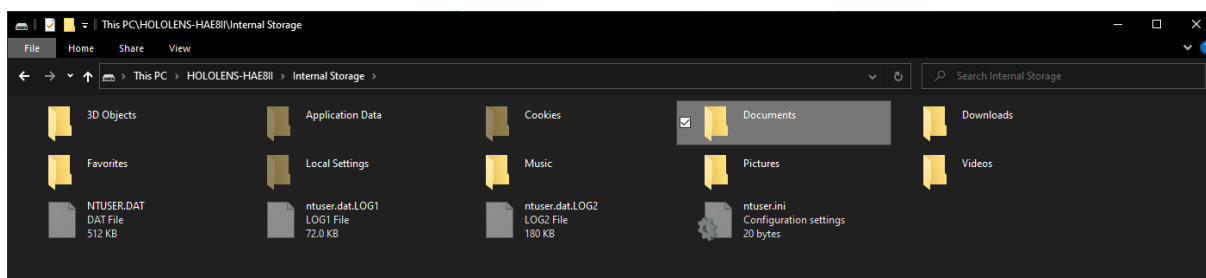 This PC\HOLOLENS-HAE8II\Internal Storage
File Home Share View
This PC > HOLOLENS-HAE8II > Internal Storage >
Search Internal Storage
3D Objects
Application Data
Cookies
Documents
Downloads
Favorites
Local Settings
Music
Pictures
Videos
NTUSER.DAT
DAT File
512 KB
ntuser.dat.LOG1
LOG1 File
72.0 KB
ntuser.dat.LOG2
LOG2 File
180 KB
ntuser.ini
Configuration settings
20 bytes